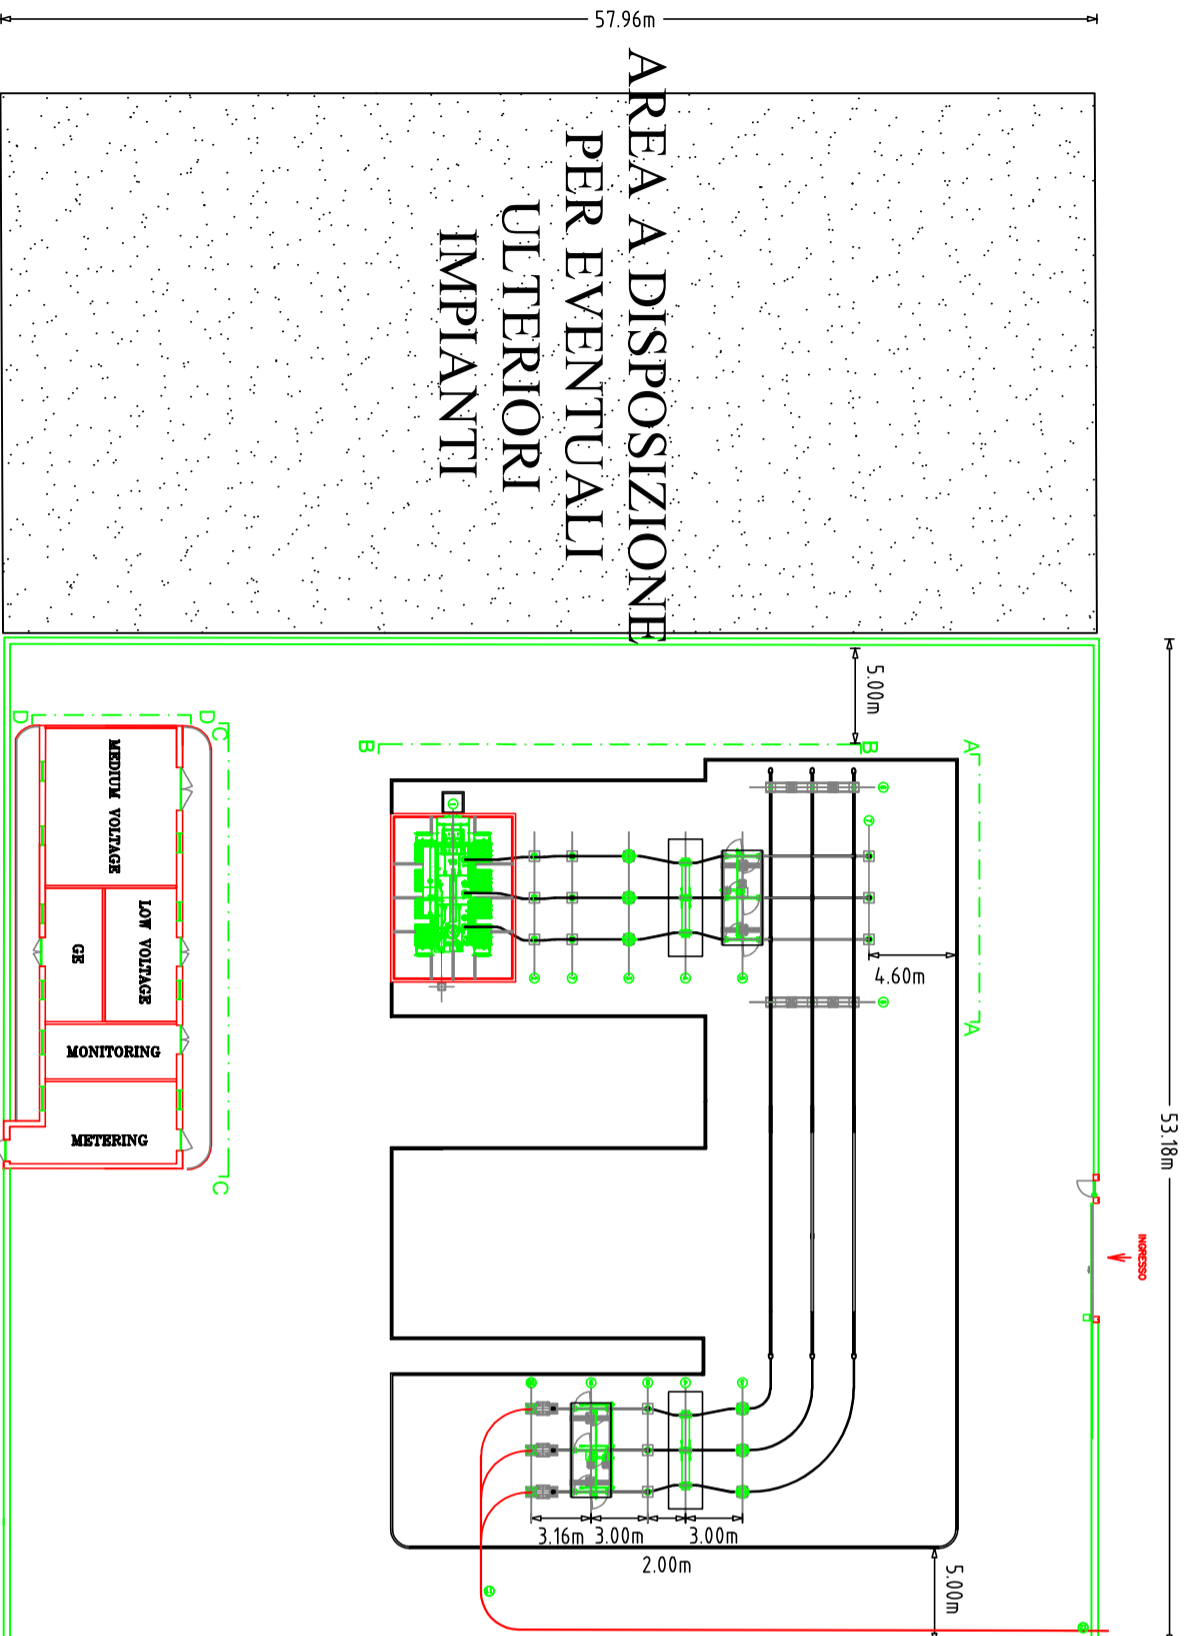 57.96m
AREA A DISPOSIZIONE
PER EVENTUALI
ULTERIORI
IMPIANTI
5.00m
53.18m
A
A
B
B
C
C
D
D
4.60m
MEDIUM VOLTAGE
LOW VOLTAGE
GE
MONITORING
METERING
INGRESSO
3.16m
3.00m
3.00m
2.00m
5.00m